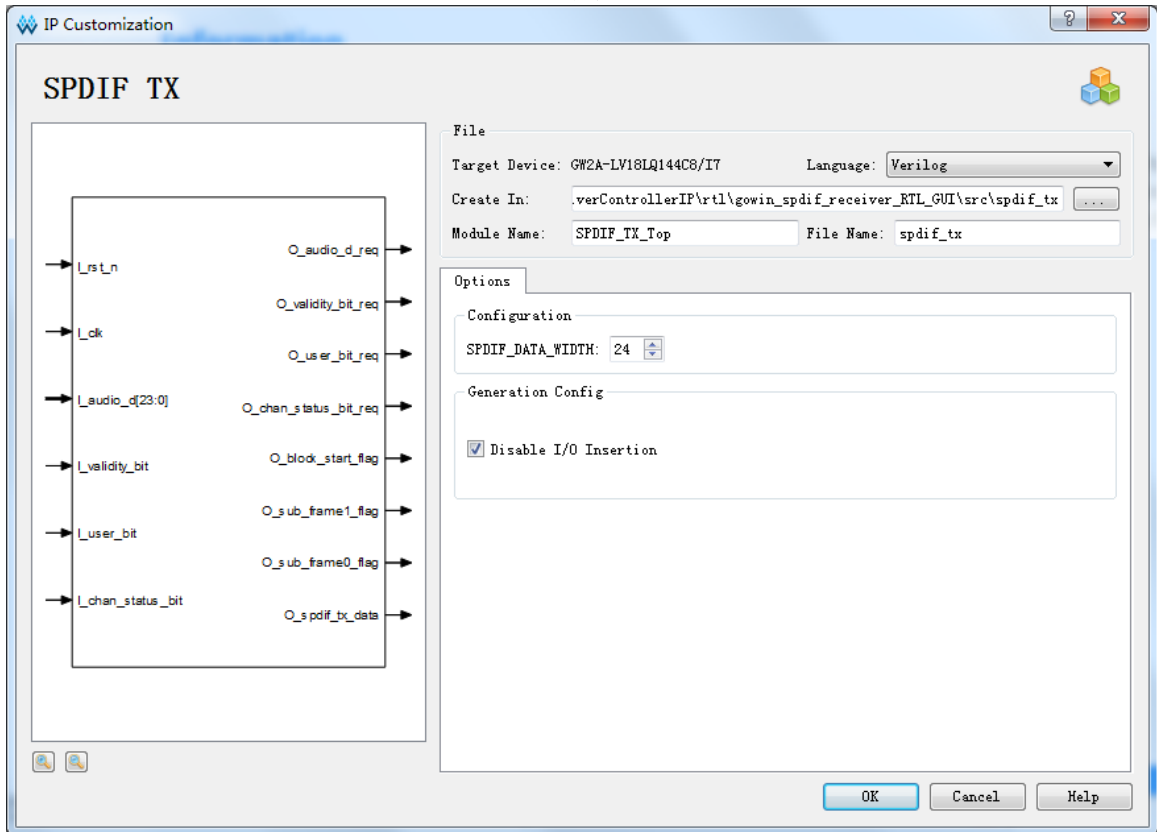 IP Customization
information
SPDIF TX
I_rst_n
I_clk
I_audio_d[23:0]
I_validity_bit
I_user_bit
I_chan_status_bit
O_audio_d_req
O_validity_bit_req
O_user_bit_req
O_chan_status_bit_req
O_block_start_flag
O_sub_frame1_flag
O_sub_frame0_flag
O_spdif_tx_data
File
Target Device: GW2A-LV18LQ144C8/I7 Language: Verilog
Create In: .verControllerIP\rtl\gowin_spdif_receiver_RTL_GUI\src\spdif_tx ...
Module Name: SPDIF_TX_Top File Name: spdif_tx
Options
Configuration
SPDIF_DATA_WIDTH: 24
Generation Config
Disable I/O Insertion
OK Cancel Help